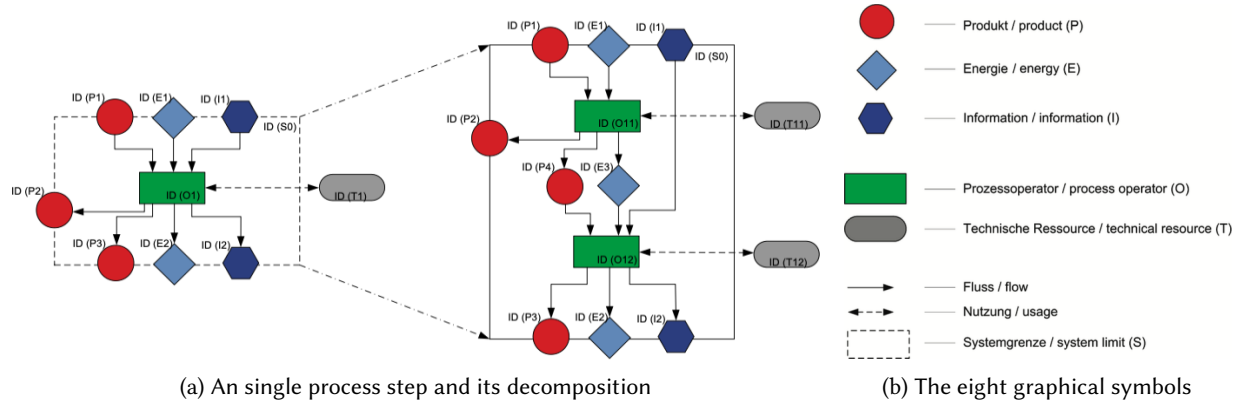 ID (P1)
ID (E1)
ID (I1)
ID (S0)
ID (P2)
ID (O1)
ID (T1)
ID (P3)
ID (E2)
ID (I2)
ID (P1)
ID (E1)
ID (I1)
ID (S0)
ID (P2)
ID (O11)
ID (T11)
ID (P4)
ID (E3)
ID (O12)
ID (T12)
ID (P3)
ID (E2)
ID (I2)
(a) An single process step and its decomposition
Produkt / product (P)
Energie / energy (E)
Information / information (I)
Prozessoperator / process operator (O)
Technische Ressource / technical resource (T)
Fluss / flow
Nutzung / usage
Systemgrenze / system limit (S)
(b) The eight graphical symbols